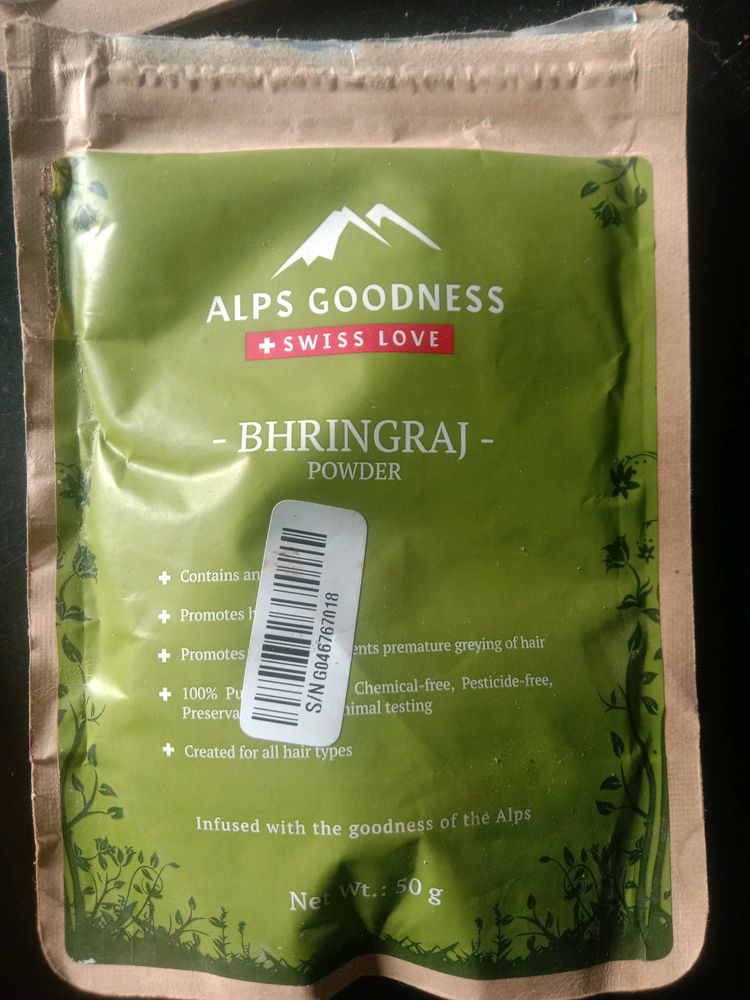 ALPS GOODNESS
+ SWISS LOVE
- BHRINGRAJ -
POWDER
+ Contains an
+ Promotes h
+ Promotes ents premature greying of hair
+ 100% Pu Chemical-free, Pesticide-free,
Preserva nimal testing
+ Created for all hair types
S/N G046767018
Infused with the goodness of the Alps
Net Wt.: 50 g